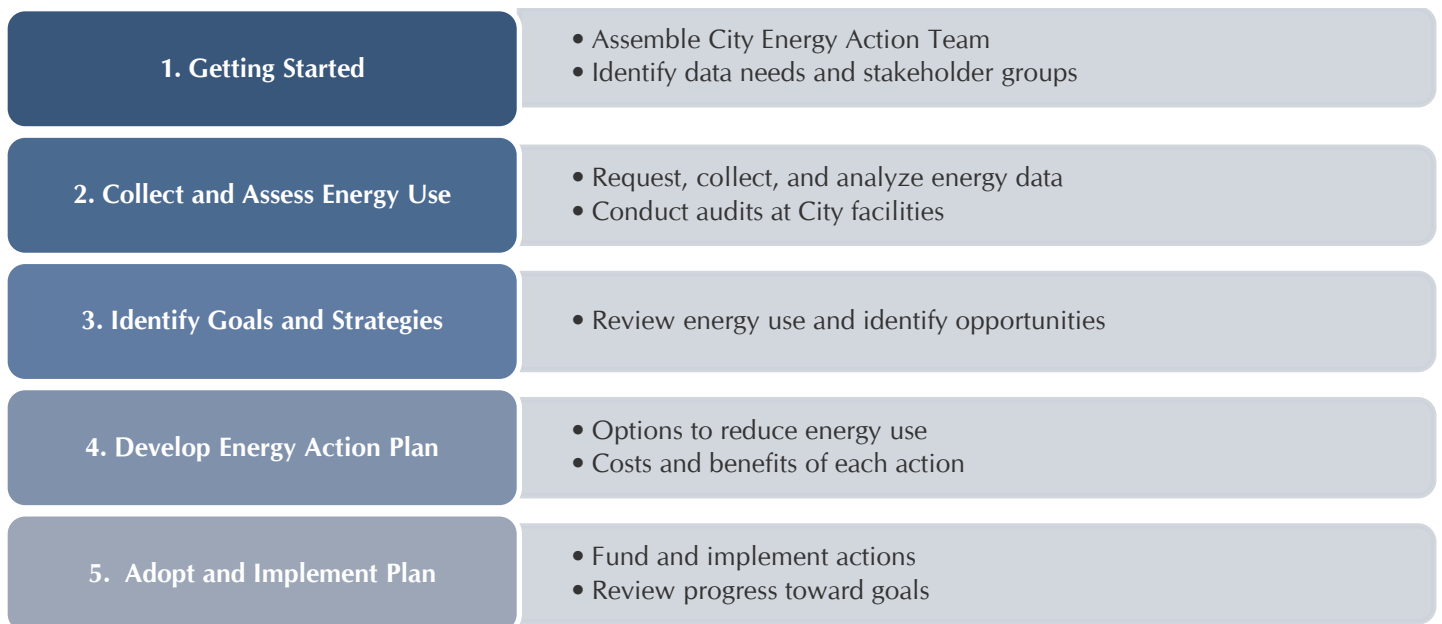 1. Getting Started
• Assemble City Energy Action Team
• Identify data needs and stakeholder groups
2. Collect and Assess Energy Use
• Request, collect, and analyze energy data
• Conduct audits at City facilities
3. Identify Goals and Strategies
• Review energy use and identify opportunities
4. Develop Energy Action Plan
• Options to reduce energy use
• Costs and benefits of each action
5. Adopt and Implement Plan
• Fund and implement actions
• Review progress toward goals